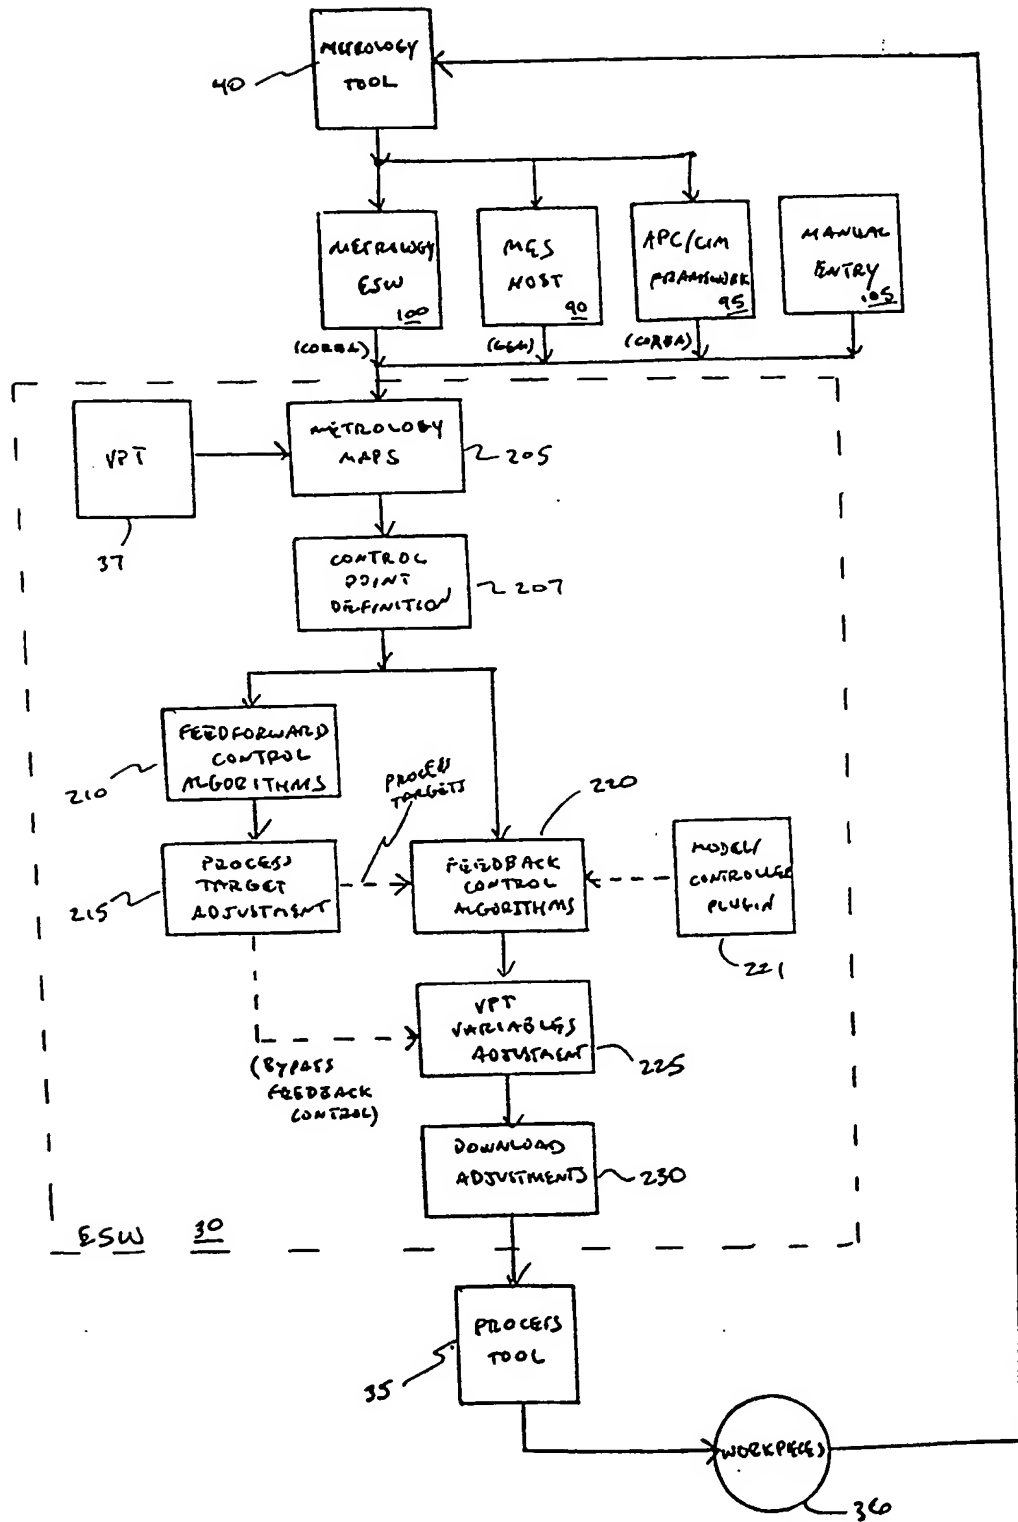 METROLOGY
TOOL
40
METROLOGY
ESW
100
MES
HOST
90
APC/CIM
FRAMEWORK
95
MANUAL
ENTRY
105
(CORBA)
(GEM)
(CORBA)
VPT
37
METROLOGY
MAPS
205
CONTROL
POINT
DEFINITION
207
FEEDFORWARD
CONTROL
ALGORITHMS
210
PROCESS
TARGETS
220
PROCESS
TARGET
ADJUSTMENT
215
FEEDBACK
CONTROL
ALGORITHMS
MODEL/
CONTROLLER
PLUGIN
221
VPT
VARIABLES
ADJUSTMENT
225
(BYPASS
FEEDBACK
CONTROL)
DOWNLOAD
ADJUSTMENTS
230
ESW 30
PROCESS
TOOL
35
WORKPIECES
36